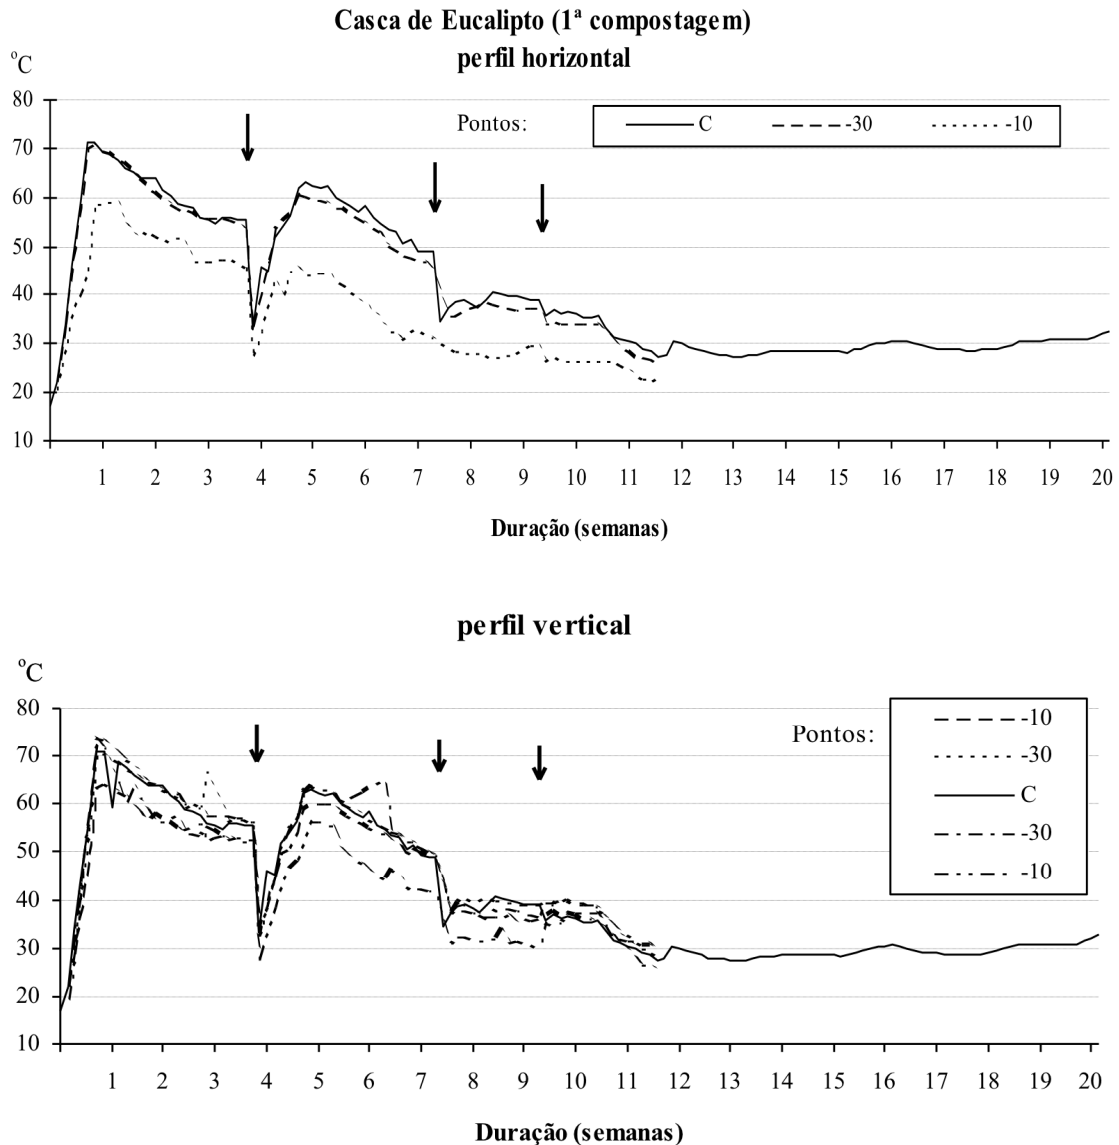 Casca de Eucalipto (1ª compostagem)
perfil horizontal
ºC
80
Pontos: C -30 -10
70
60
50
40
30
20
10
1 2 3 4 5 6 7 8 9 10 11 12 13 14 15 16 17 18 19 20
Duração (semanas)
perfil vertical
ºC
80
Pontos:
-10
-30
C
-30
-10
70
60
50
40
30
20
10
1 2 3 4 5 6 7 8 9 10 11 12 13 14 15 16 17 18 19 20
Duração (semanas)